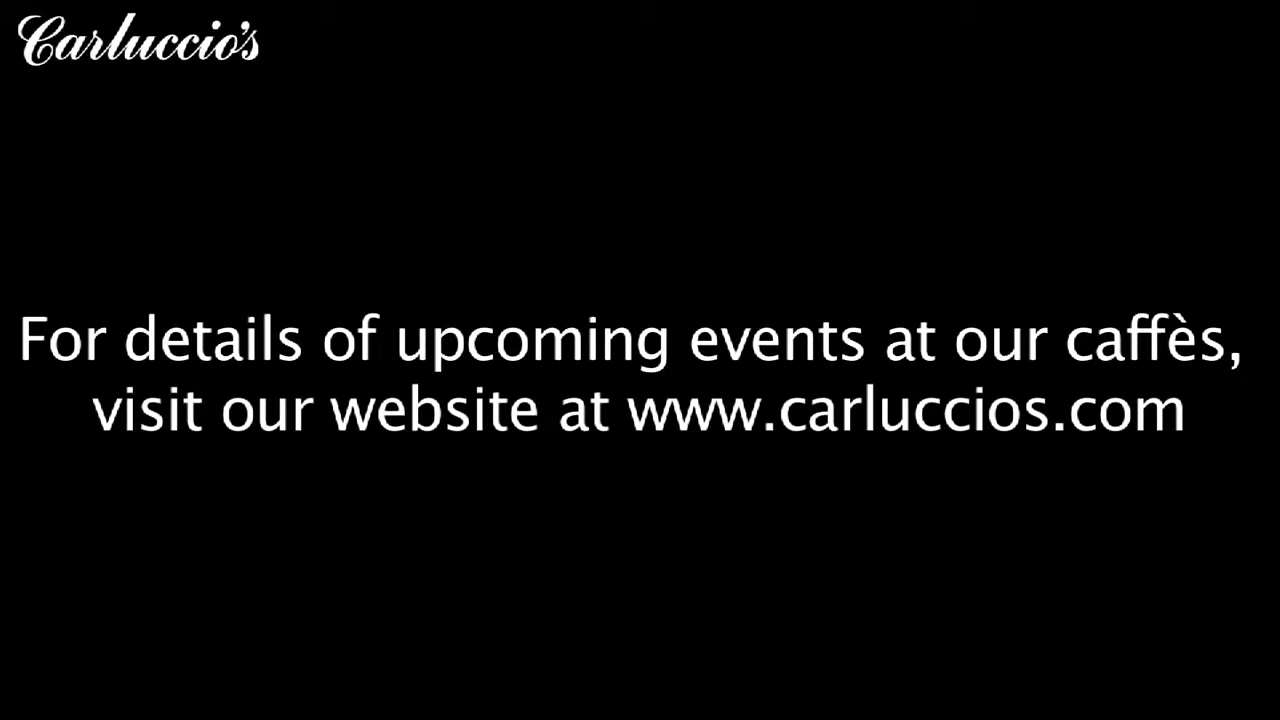 Carluccio's
For details of upcoming events at our caffès,
visit our website at www.carluccios.com